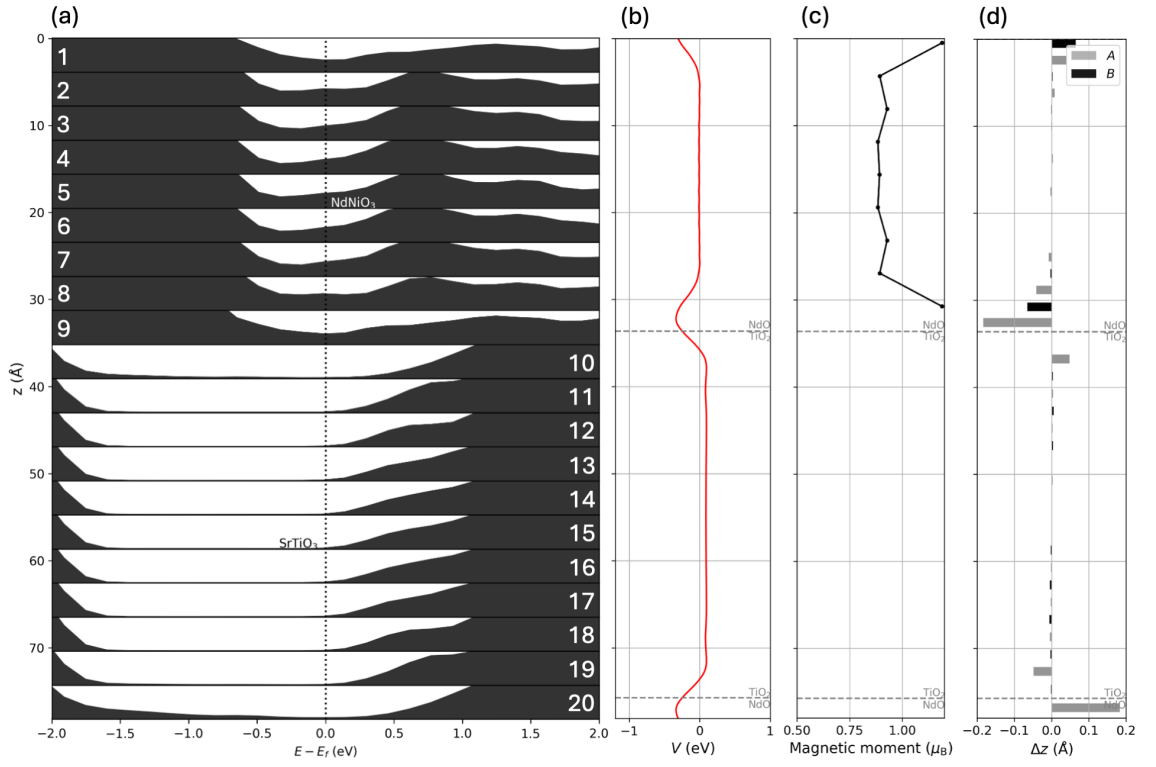 (a)
(b)
(c)
(d)
0
10
20
30
40
50
60
70
z (Å)
1
2
3
4
5
6
7
8
9
10
11
12
13
14
15
16
17
18
19
20
NdNiO₃
SrTiO₃
−2.0 −1.5 −1.0 −0.5 0.0 0.5 1.0 1.5 2.0
E − E_f (eV)
NdO
TiO₂
TiO₂
NdO
−1 0 1
V (eV)
NdO
TiO₂
TiO₂
NdO
0.50 0.75 1.00
Magnetic moment (μ_B)
A
B
NdO
TiO₂
TiO₂
NdO
−0.2 −0.1 0.0 0.1 0.2
Δz (Å)